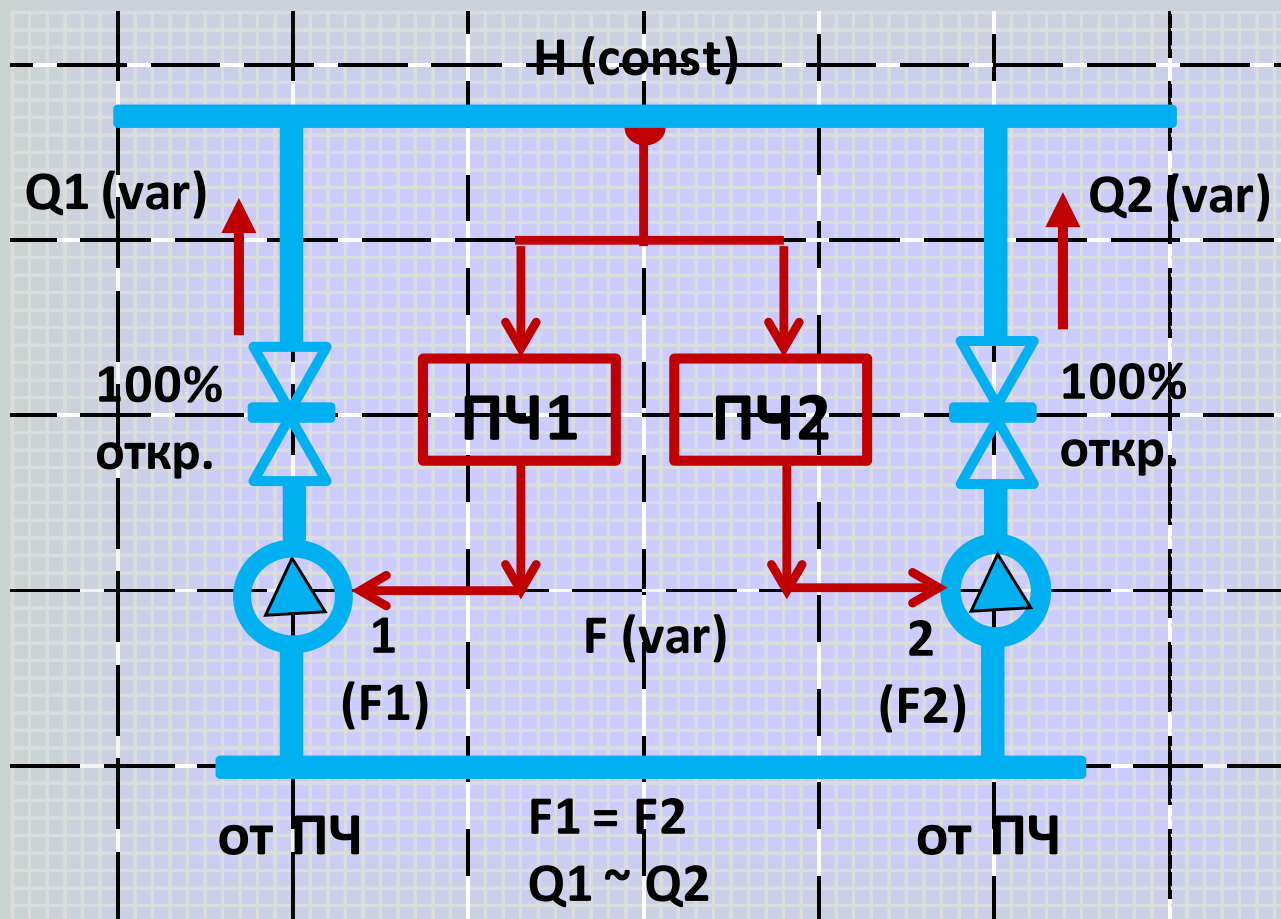 H (const)
Q1 (var)
Q2 (var)
100%
откр.
ПЧ1
ПЧ2
100%
откр.
1
(F1)
F (var)
2
(F2)
от ПЧ
F1 = F2
Q1 ~ Q2
от ПЧ